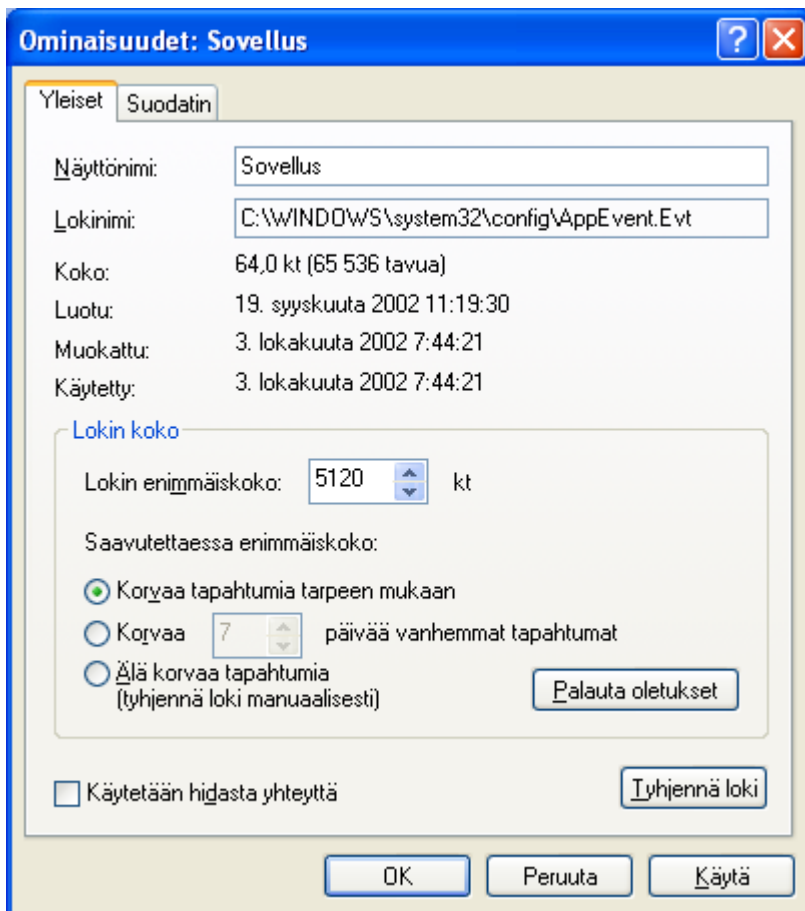 Ominaisuudet: Sovellus
Yleiset Suodatin
Näyttönimi: Sovellus
Lokinimi: C:\WINDOWS\system32\config\AppEvent.Evt
Koko: 64,0 kt (65 536 tavua)
Luotu: 19. syyskuuta 2002 11:19:30
Muokattu: 3. lokakuuta 2002 7:44:21
Käytetty: 3. lokakuuta 2002 7:44:21
Lokin koko
Lokin enimmäiskoko: 5120 kt
Saavutettaessa enimmäiskoko:
Korvaa tapahtumia tarpeen mukaan
Korvaa 7 päivää vanhemmat tapahtumat
Älä korvaa tapahtumia
(tyhjennä loki manuaalisesti)
Palauta oletukset
Käytetään hidasta yhteyttä
Tyhjennä loki
OK Peruuta Käytä